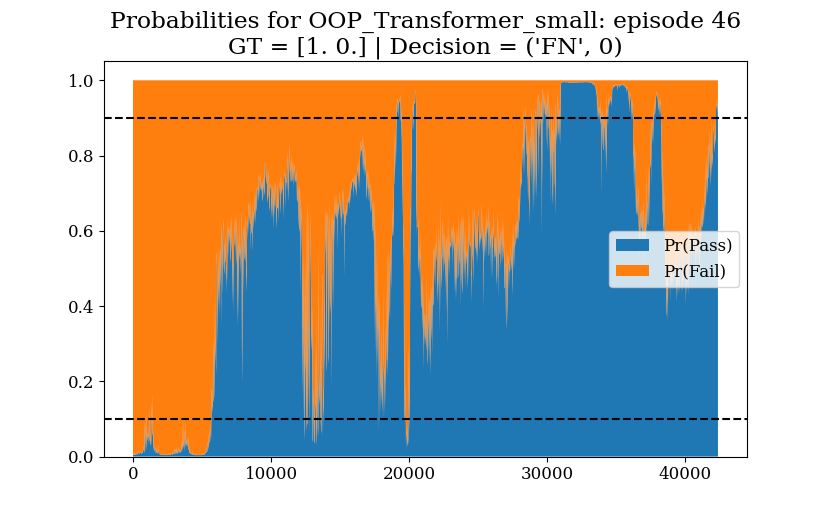 Probabilities for OOP_Transformer_small: episode 46
GT = [1. 0.] | Decision = ('FN', 0)
1.0
0.8
0.6
0.4
0.2
0.0
Pr(Pass)
Pr(Fail)
0 10000 20000 30000 40000